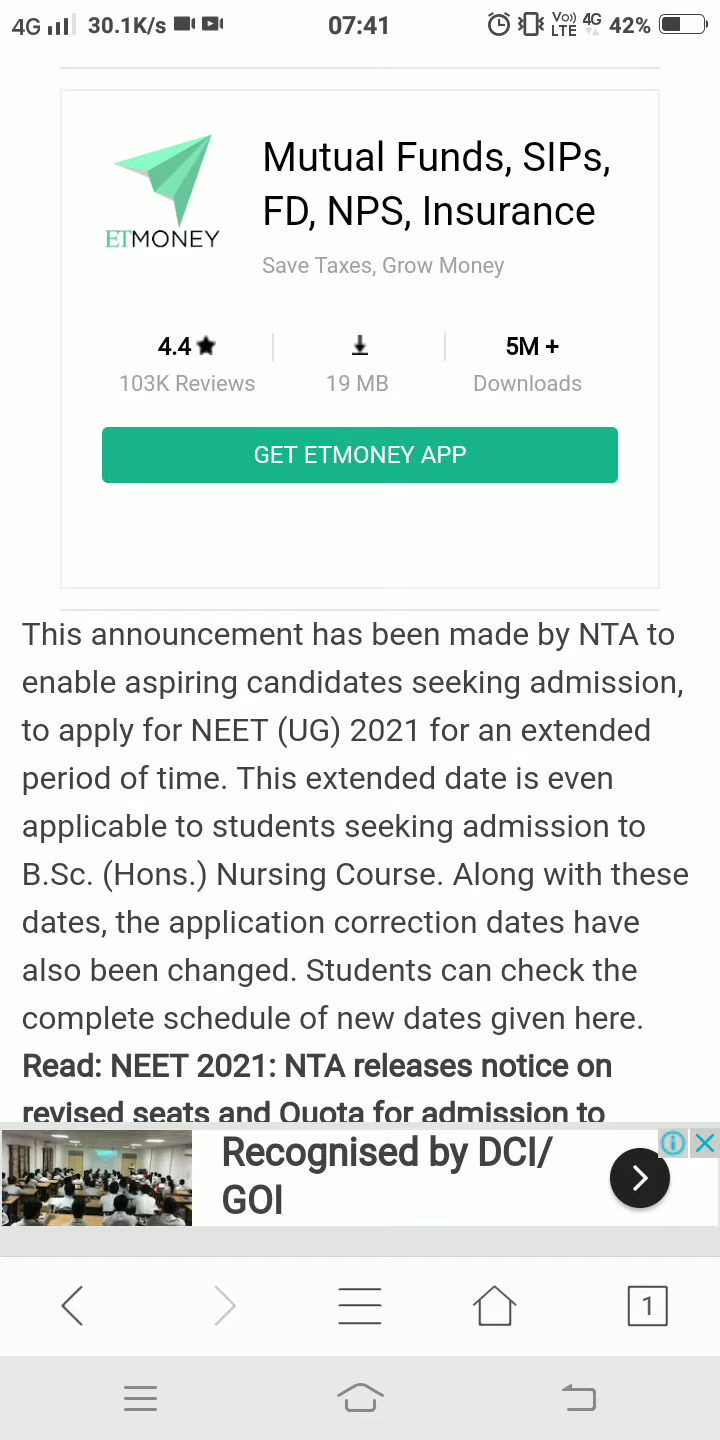 4G 30.1K/s 07:41 Vo)) LTE 4G 42%
ETMONEY
Mutual Funds, SIPs,
FD, NPS, Insurance
Save Taxes, Grow Money
4.4★ 5M +
103K Reviews 19 MB Downloads
GET ETMONEY APP
This announcement has been made by NTA to
enable aspiring candidates seeking admission,
to apply for NEET (UG) 2021 for an extended
period of time. This extended date is even
applicable to students seeking admission to
B.Sc. (Hons.) Nursing Course. Along with these
dates, the application correction dates have
also been changed. Students can check the
complete schedule of new dates given here.
Read: NEET 2021: NTA releases notice on
revised seats and Quota for admission to
Recognised by DCI/
GOI
1